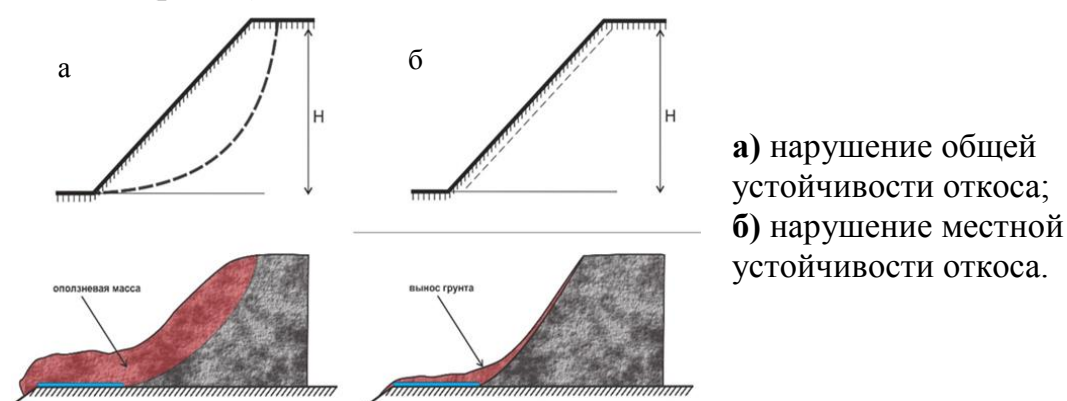 а
H
б
H
а) нарушение общей
устойчивости откоса;
б) нарушение местной
устойчивости откоса.
оползневая масса
вынос грунта